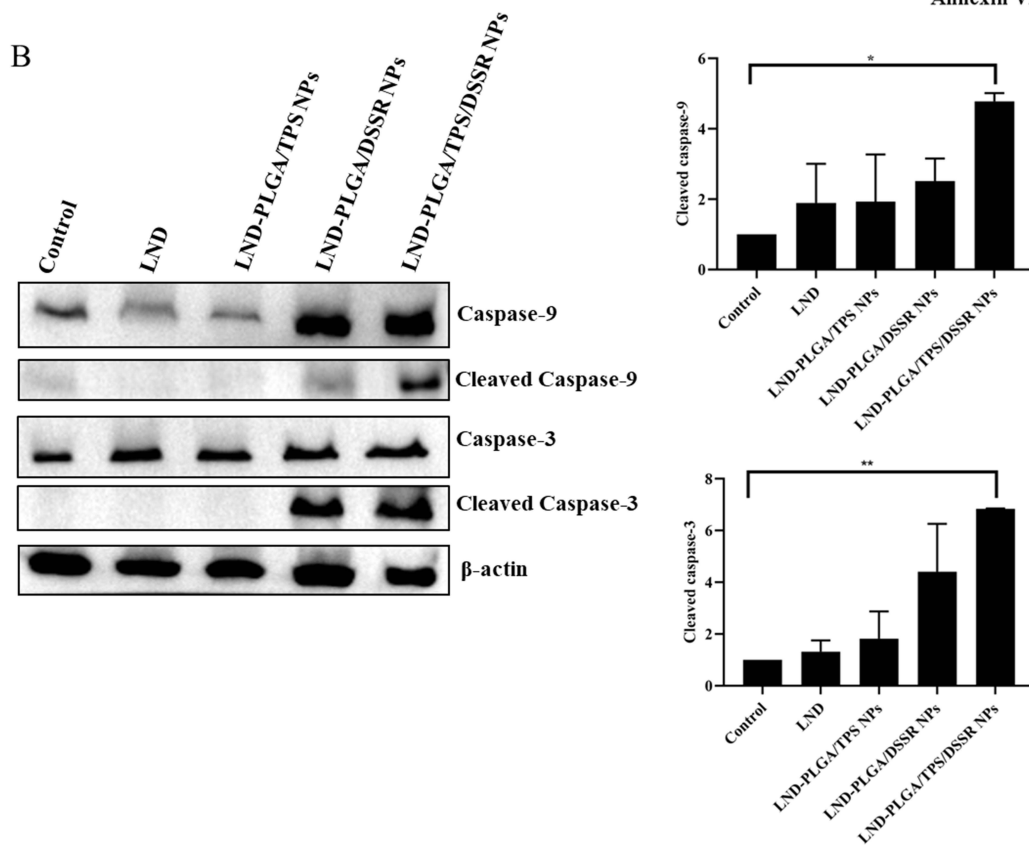 Annexin V
B
Control
LND
LND-PLGA/TPS NPs
LND-PLGA/DSSR NPs
LND-PLGA/TPS/DSSR NPs
Caspase-9
Cleaved Caspase-9
Caspase-3
Cleaved Caspase-3
β-actin
Cleaved caspase-9
6
4
2
0
*
Control
LND
LND-PLGA/TPS NPs
LND-PLGA/DSSR NPs
LND-PLGA/TPS/DSSR NPs
Cleaved caspase-3
8
6
4
2
0
**
Control
LND
LND-PLGA/TPS NPs
LND-PLGA/DSSR NPs
LND-PLGA/TPS/DSSR NPs